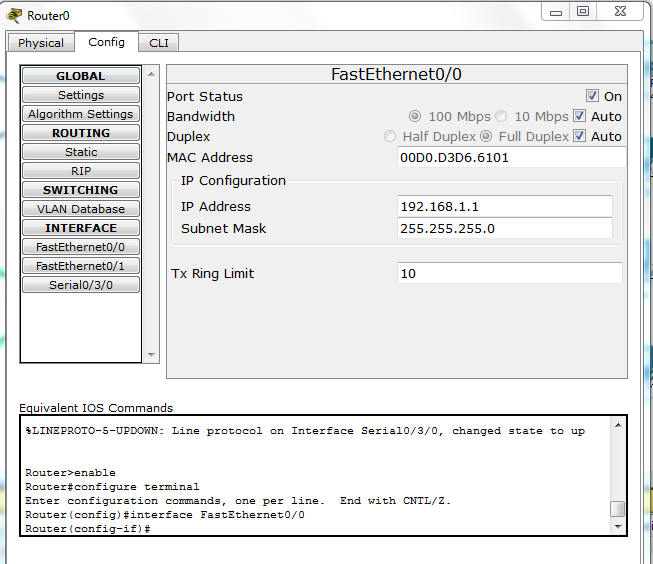 Router0
Physical Config CLI
GLOBAL
Settings
Algorithm Settings
ROUTING
Static
RIP
SWITCHING
VLAN Database
INTERFACE
FastEthernet0/0
FastEthernet0/1
Serial0/3/0
FastEthernet0/0
Port Status On
Bandwidth 100 Mbps 10 Mbps Auto
Duplex Half Duplex Full Duplex Auto
MAC Address 00D0.D3D6.6101
IP Configuration
IP Address 192.168.1.1
Subnet Mask 255.255.255.0
Tx Ring Limit 10
Equivalent IOS Commands
%LINEPROTO-5-UPDOWN: Line protocol on Interface Serial0/3/0, changed state to up
Router>enable
Router#configure terminal
Enter configuration commands, one per line.  End with CNTL/Z.
Router(config)#interface FastEthernet0/0
Router(config-if)#